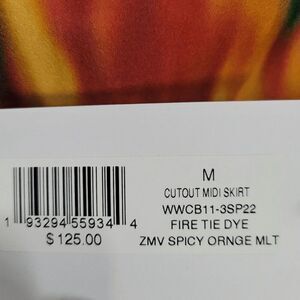 M
CUTOUT MIDI SKIRT
WWCB11-3SP22
FIRE TIE DYE
ZMV SPICY ORNGE MLT
1 93294 55934 4
$ 125.00